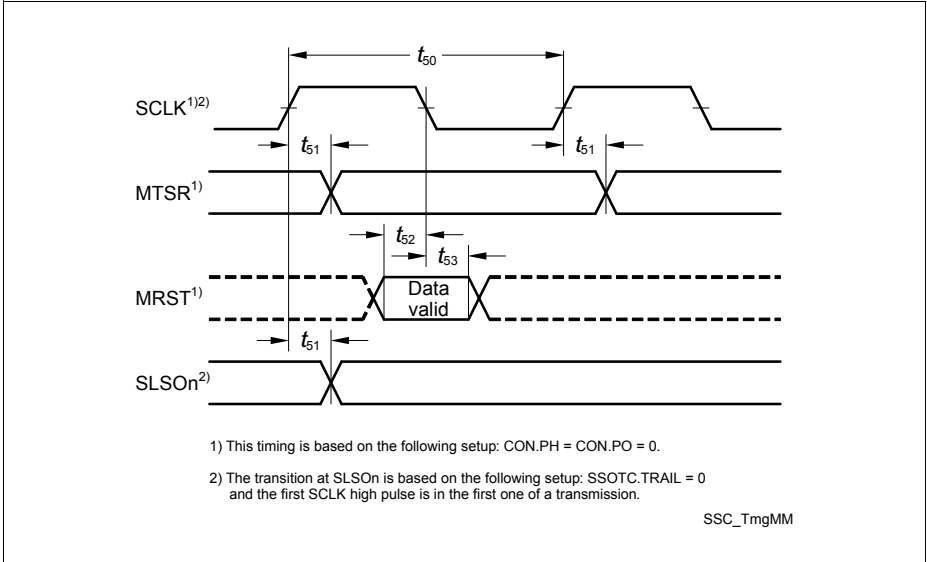 t50
SCLK1)2)
t51
t51
MTSR1)
t52
t53
MRST1)
Data
valid
t51
SLSOn2)
1) This timing is based on the following setup: CON.PH = CON.PO = 0.
2) The transition at SLSOn is based on the following setup: SSOTC.TRAIL = 0
and the first SCLK high pulse is in the first one of a transmission.
SSC_TmgMM